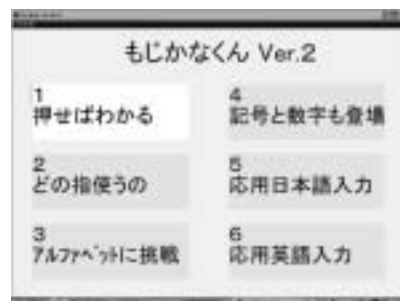 もじかなくん Ver.2
1
押せばわかる
2
どの指使うの
3
ｱﾙﾌｧﾍﾞｯﾄに挑戦
4
記号と数字も登場
5
応用日本語入力
6
応用英語入力